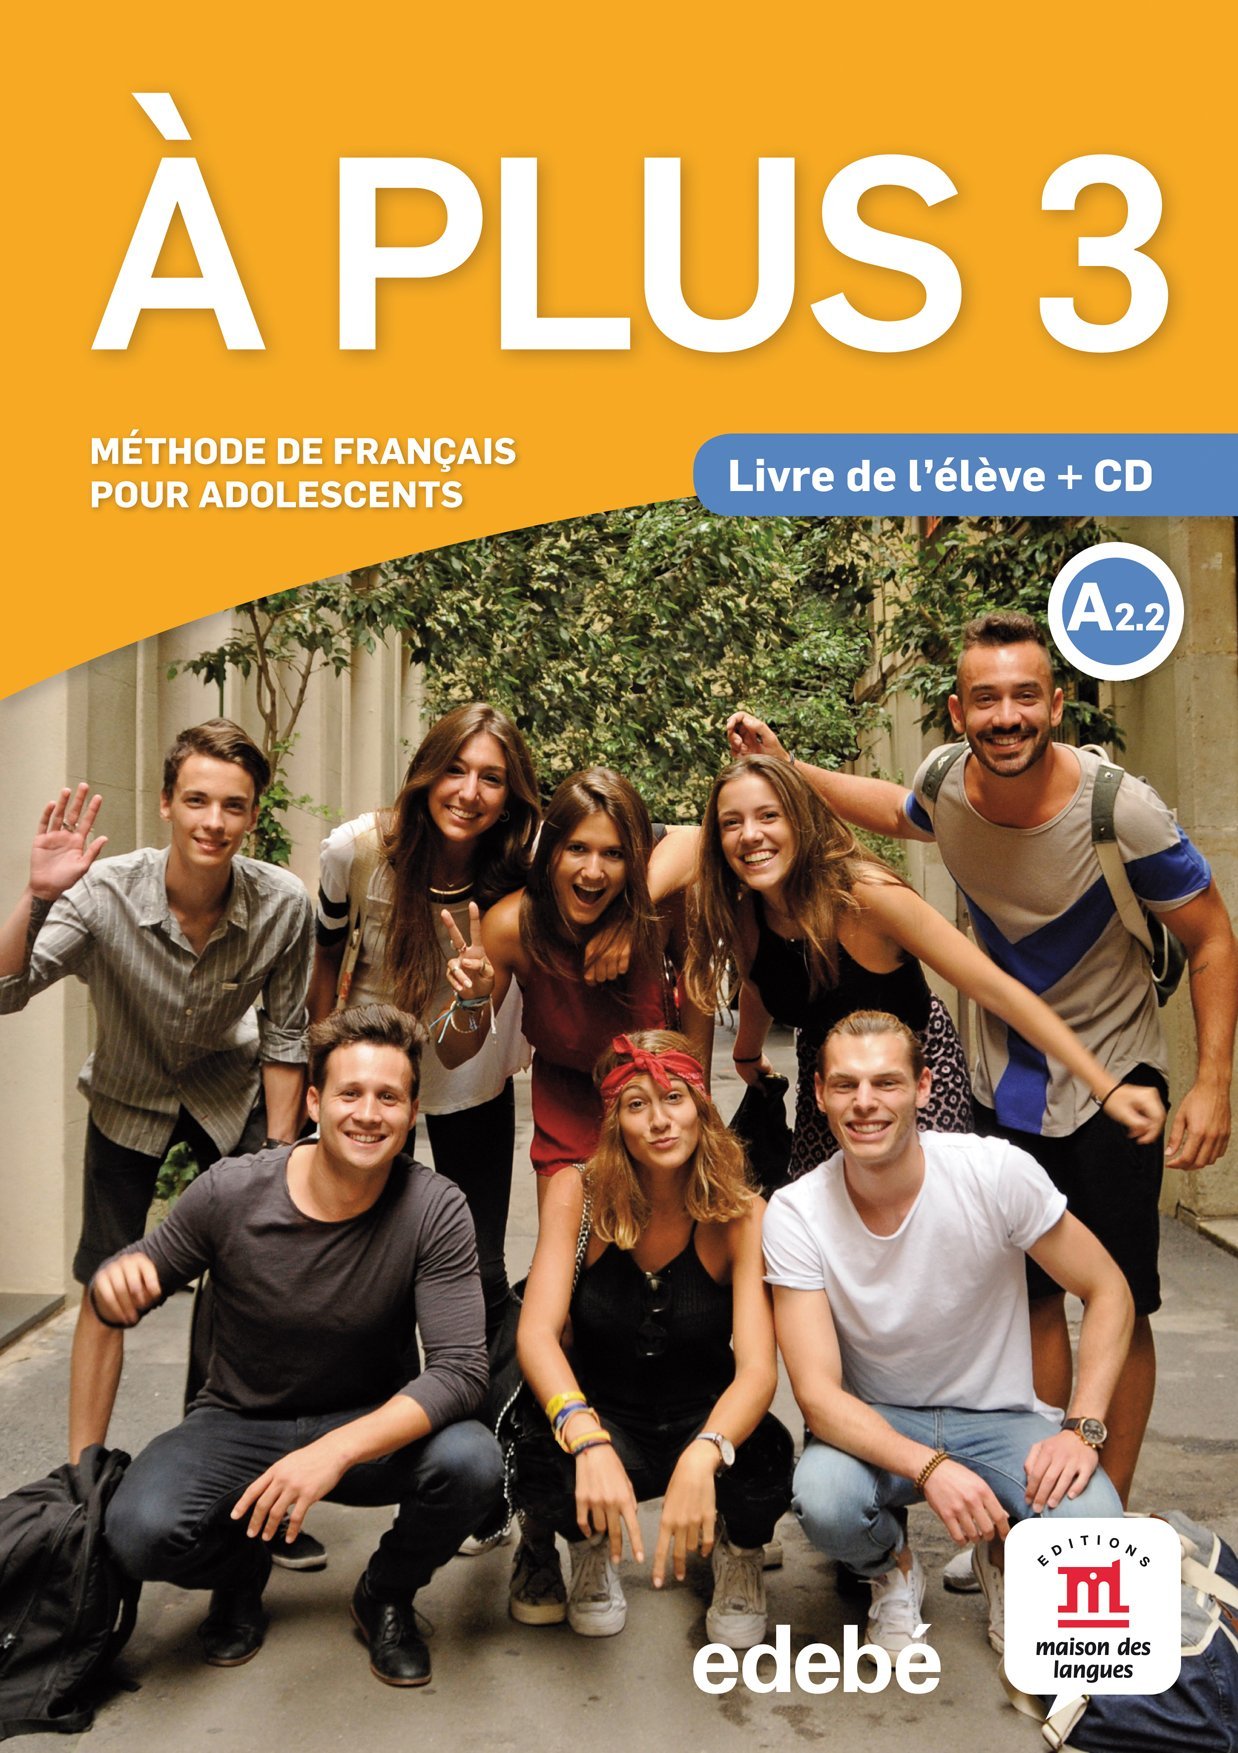 À PLUS 3
MÉTHODE DE FRANÇAIS
POUR ADOLESCENTS
Livre de l'élève + CD
A2.2
edebé
EDITIONS
maison des
langues